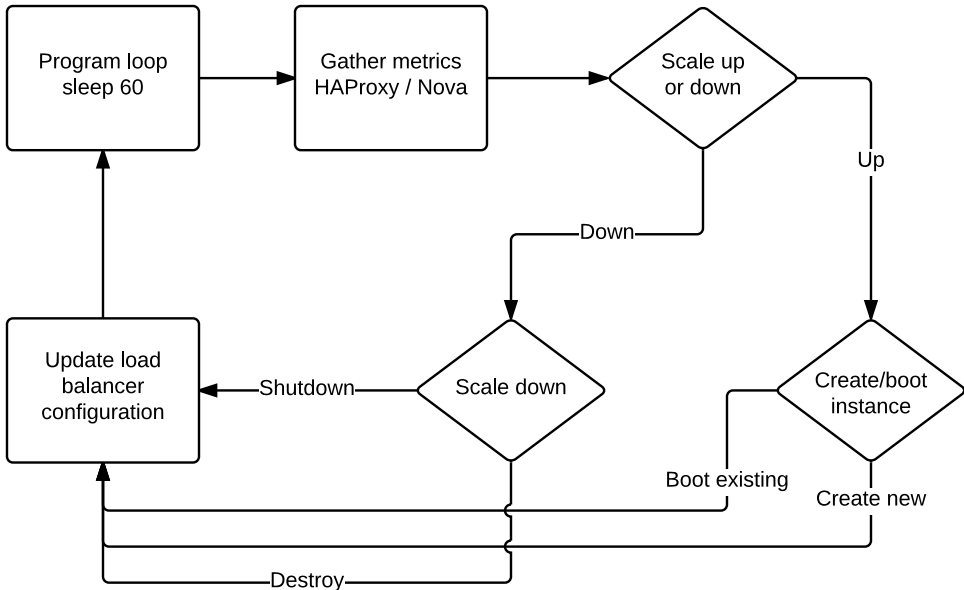 Program loop
sleep 60
Gather metrics
HAProxy / Nova
Scale up
or down
Up
Down
Update load
balancer
configuration
Shutdown
Scale down
Create/boot
instance
Boot existing
Create new
Destroy